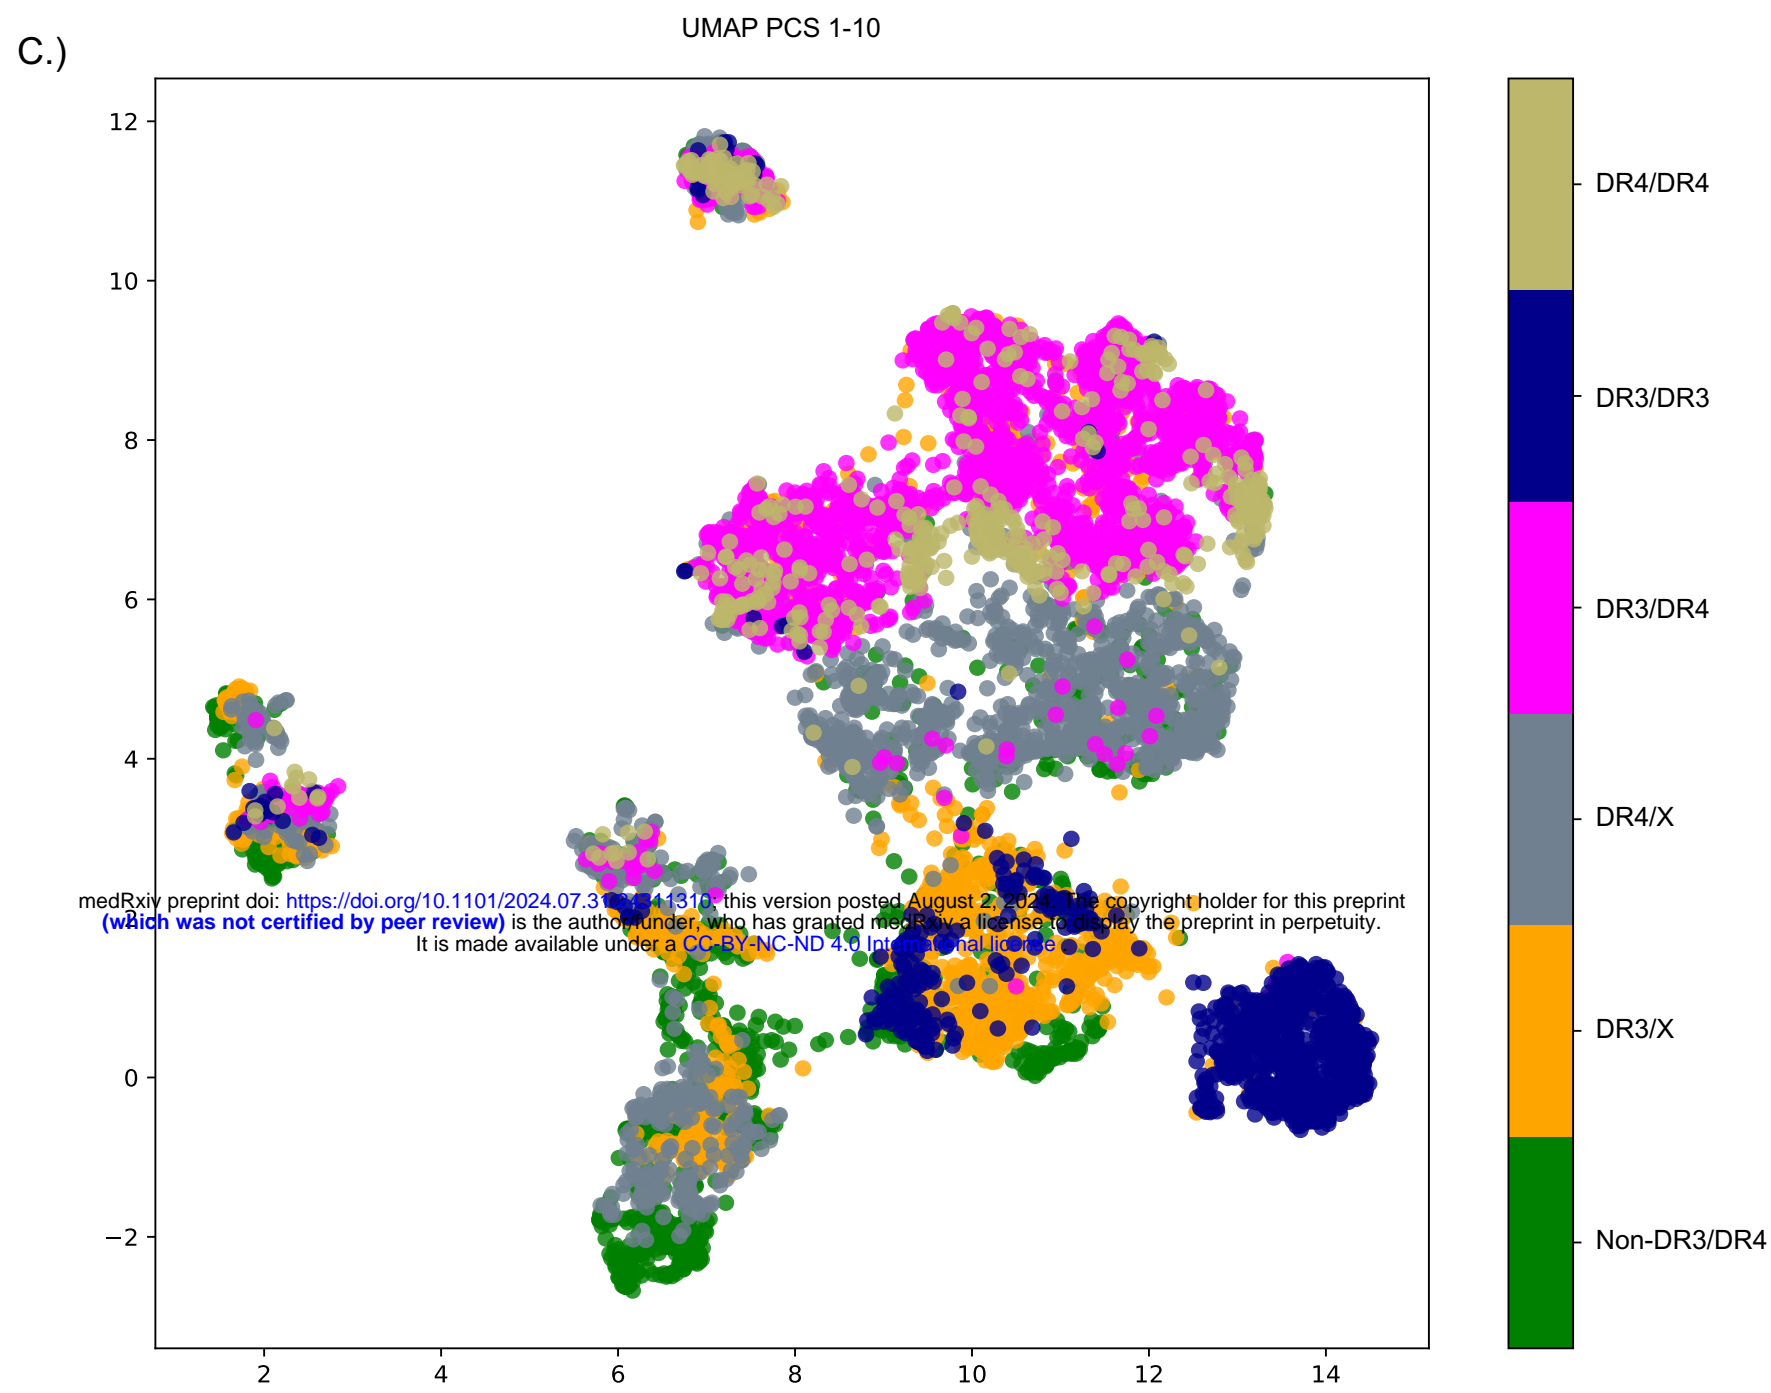 UMAP PCS 1-10
C.)
12
10
8
6
4
2
0
−2
2
4
6
8
10
12
14
DR4/DR4
DR3/DR3
DR3/DR4
DR4/X
DR3/X
Non-DR3/DR4
medRxiv preprint doi: https://doi.org/10.1101/2024.07.31.24311310; this version posted August 2, 2024. The copyright holder for this preprint
(which was not certified by peer review) is the author/funder, who has granted medRxiv a license to display the preprint in perpetuity.
It is made available under a CC-BY-NC-ND 4.0 International license .